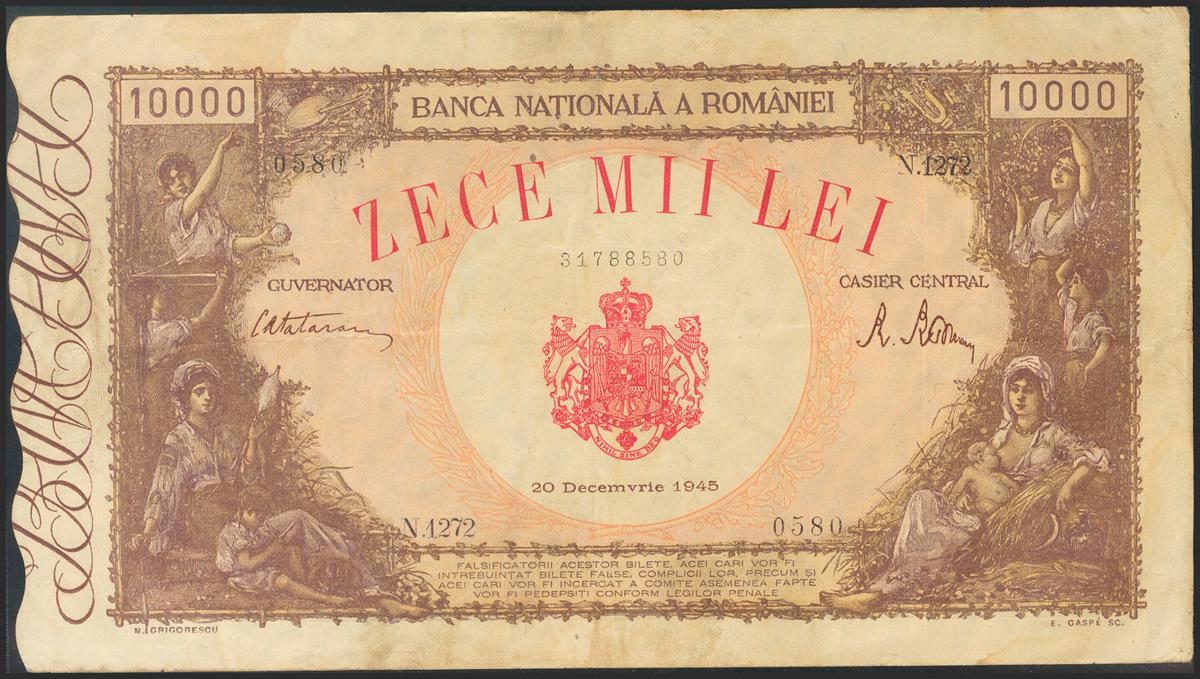 10000
BANCA NAȚIONALĂ A ROMÂNIEI
10000
0580
N.1272
ZECE MII LEI
31788580
GUVERNATOR
CASIER CENTRAL
NIHIL SINE DEO
20 Decemvrie 1945
N.1272
0580
FALSIFICATORII ACESTOR BILETE, ACEI CARI VOR FI
INTREBUINȚAT BILETE FALSE, COMPLICII LOR, PRECUM ȘI
ACEI CARI VOR FI INCERCAT A COMITE ASEMENEA FAPTE
VOR FI PEDEPSIȚI CONFORM LEGILOR PENALE
N. GRIGORESCU
E. GASPÉ SC.